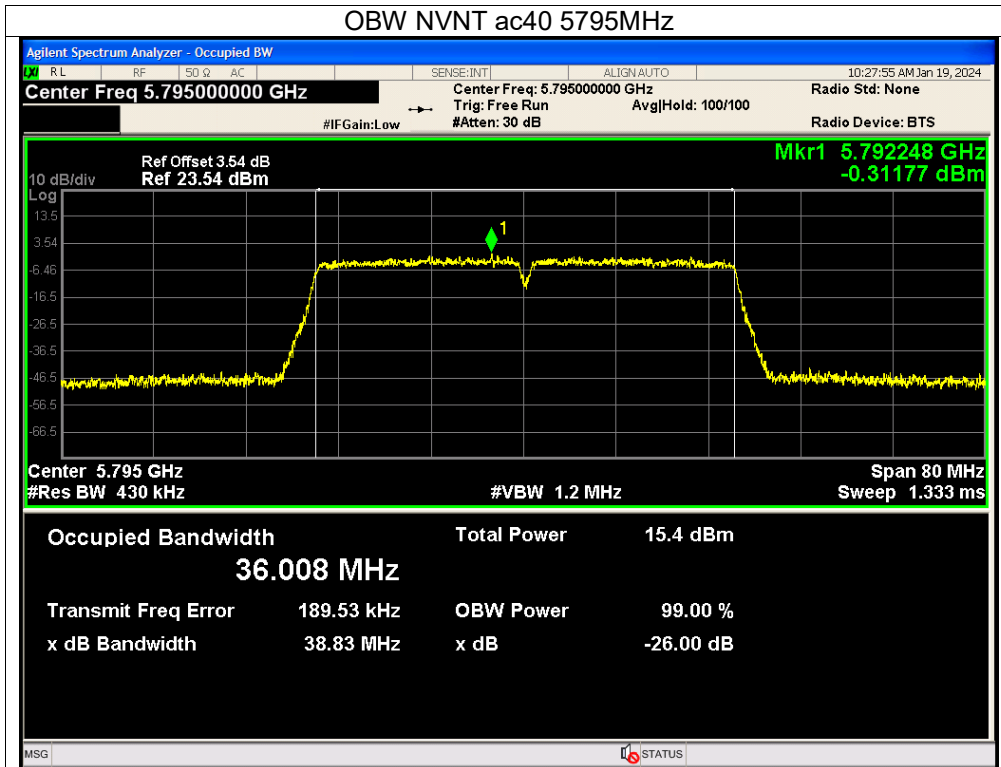 OBW NVNT ac40 5795MHz
Agilent Spectrum Analyzer - Occupied BW
LXI RL RF 50 Ω AC SENSE:INT ALIGN AUTO 10:27:55 AM Jan 19, 2024
Center Freq 5.795000000 GHz Center Freq: 5.795000000 GHz Radio Std: None
Trig: Free Run Avg|Hold: 100/100
#IFGain:Low #Atten: 30 dB Radio Device: BTS
Mkr1 5.792248 GHz
-0.31177 dBm
Ref Offset 3.54 dB
10 dB/div Ref 23.54 dBm
Log
13.5
1
3.54
-6.46
-16.5
-26.5
-36.5
-46.5
-56.5
-66.5
Center 5.795 GHz Span 80 MHz
#Res BW 430 kHz #VBW 1.2 MHz Sweep 1.333 ms
Occupied Bandwidth Total Power 15.4 dBm
36.008 MHz
Transmit Freq Error 189.53 kHz OBW Power 99.00 %
x dB Bandwidth 38.83 MHz x dB -26.00 dB
MSG STATUS